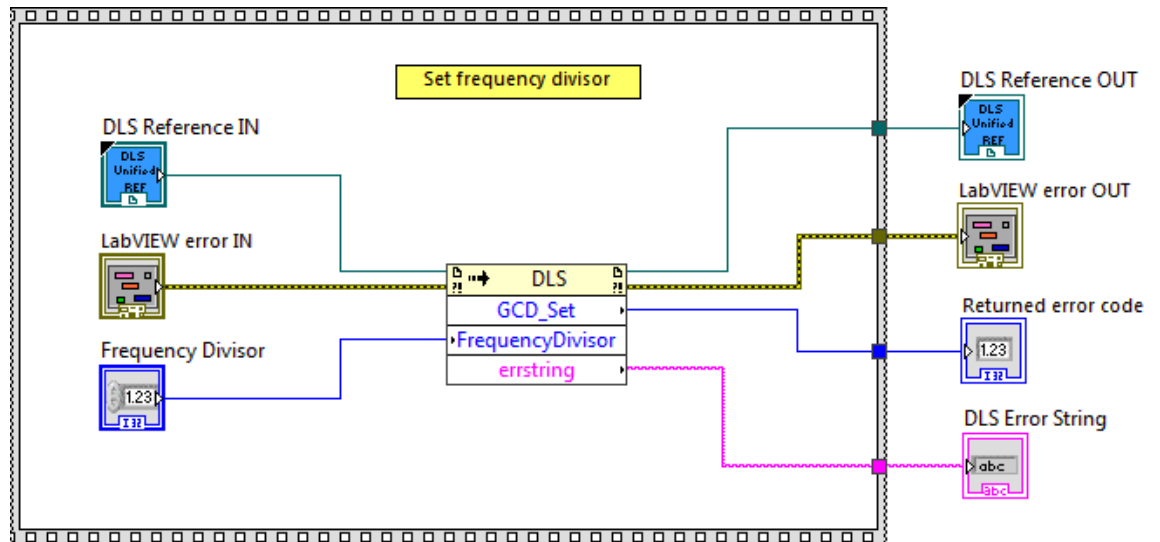 Set frequency divisor
DLS Reference IN
DLS
Unified
REF
LabVIEW error IN
Frequency Divisor
1.23
I32
DLS
GCD_Set
FrequencyDivisor
errstring
DLS Reference OUT
DLS
Unified
REF
LabVIEW error OUT
Returned error code
1.23
I32
DLS Error String
abc
abc